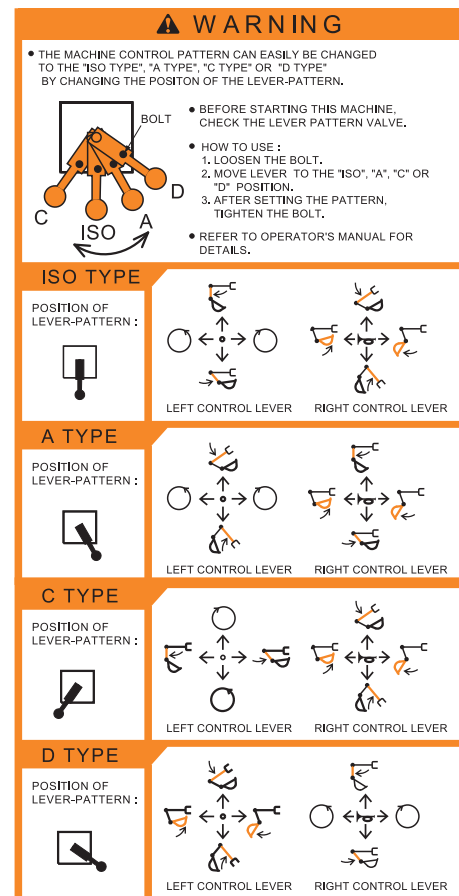 WARNING
• THE MACHINE CONTROL PATTERN CAN EASILY BE CHANGED
TO THE "ISO TYPE", "A TYPE", "C TYPE" OR "D TYPE"
BY CHANGING THE POSITON OF THE LEVER-PATTERN.
BOLT
C
ISO
A
D
• BEFORE STARTING THIS MACHINE,
CHECK THE LEVER PATTERN VALVE.
• HOW TO USE :
1. LOOSEN THE BOLT.
2. MOVE LEVER TO THE "ISO", "A", "C" OR
"D" POSITION.
3. AFTER SETTING THE PATTERN,
TIGHTEN THE BOLT.
• REFER TO OPERATOR'S MANUAL FOR
DETAILS.
ISO TYPE
POSITION OF
LEVER-PATTERN :
LEFT CONTROL LEVER RIGHT CONTROL LEVER
A TYPE
POSITION OF
LEVER-PATTERN :
LEFT CONTROL LEVER RIGHT CONTROL LEVER
C TYPE
POSITION OF
LEVER-PATTERN :
LEFT CONTROL LEVER RIGHT CONTROL LEVER
D TYPE
POSITION OF
LEVER-PATTERN :
LEFT CONTROL LEVER RIGHT CONTROL LEVER